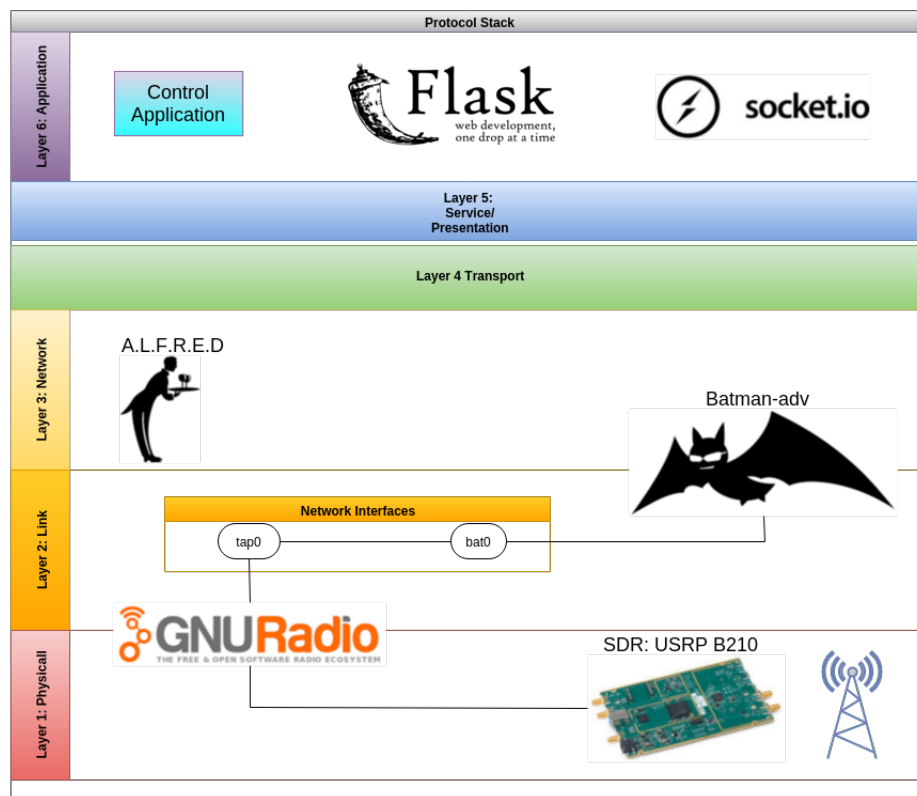 Protocol Stack
Layer 6: Application
Control
Application
Flask
web development,
one drop at a time
socket.io
Layer 5:
Service/
Presentation
Layer 4 Transport
Layer 3: Network
A.L.F.R.E.D
Batman-adv
Layer 2: Link
Network Interfaces
tap0
bat0
GNURadio
THE FREE & OPEN SOFTWARE RADIO ECOSYSTEM
Layer 1: Physicall
SDR: USRP B210